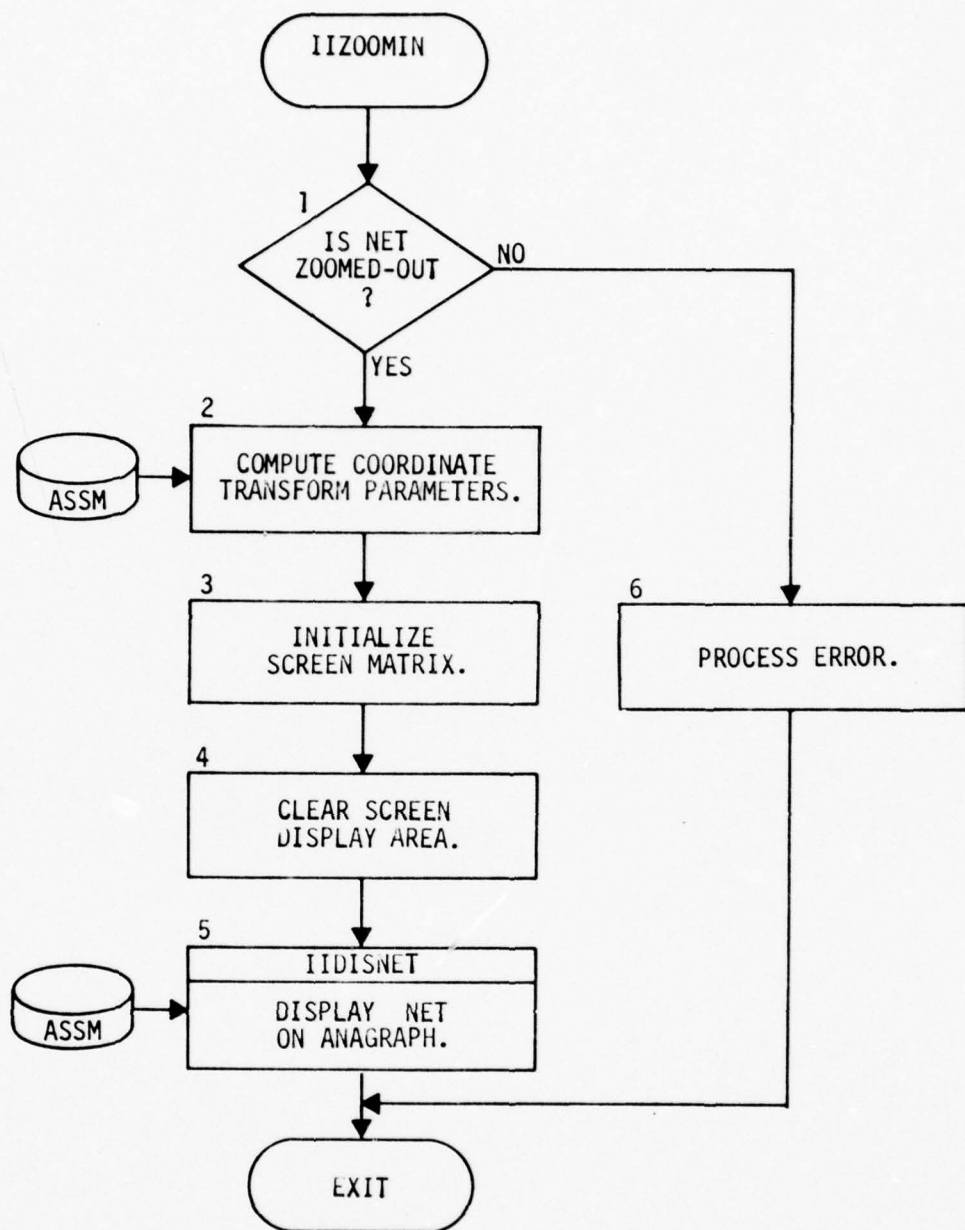 IIZOOMIN
1
IS NET
ZOOMED-OUT
?
NO
YES
2
COMPUTE COORDINATE
TRANSFORM PARAMETERS.
ASSM
3
INITIALIZE
SCREEN MATRIX.
6
PROCESS ERROR.
4
CLEAR SCREEN
DISPLAY AREA.
5
IIDISNET
DISPLAY NET
ON ANAGRAPH.
ASSM
EXIT